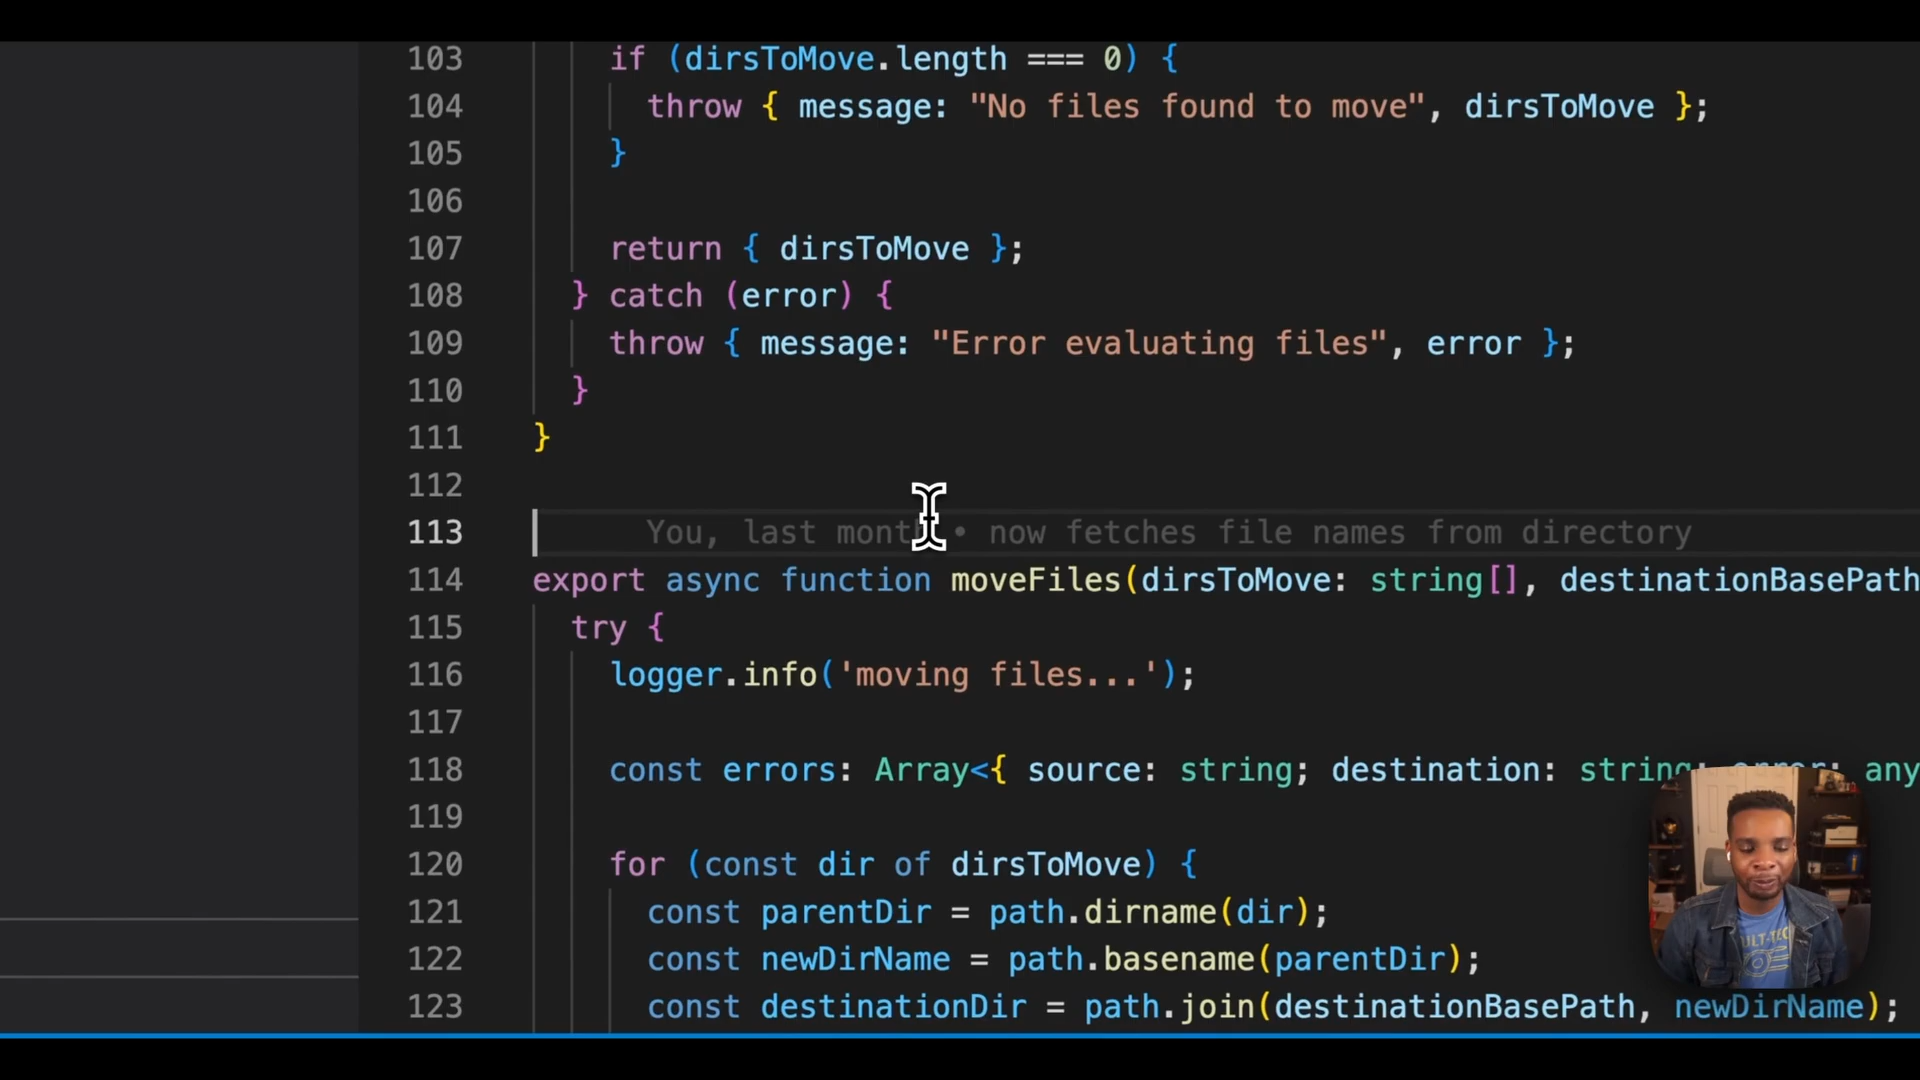 103 if (dirsToMove.length === 0) {
104 throw { message: "No files found to move", dirsToMove };
105 }
106
107 return { dirsToMove };
108 } catch (error) {
109 throw { message: "Error evaluating files", error };
110 }
111 }
112
113 You, last month • now fetches file names from directory
114 export async function moveFiles(dirsToMove: string[], destinationBasePath
115 try {
116 logger.info('moving files...');
117
118 const errors: Array<{ source: string; destination: string; error: any
119
120 for (const dir of dirsToMove) {
121 const parentDir = path.dirname(dir);
122 const newDirName = path.basename(parentDir);
123 const destinationDir = path.join(destinationBasePath, newDirName);